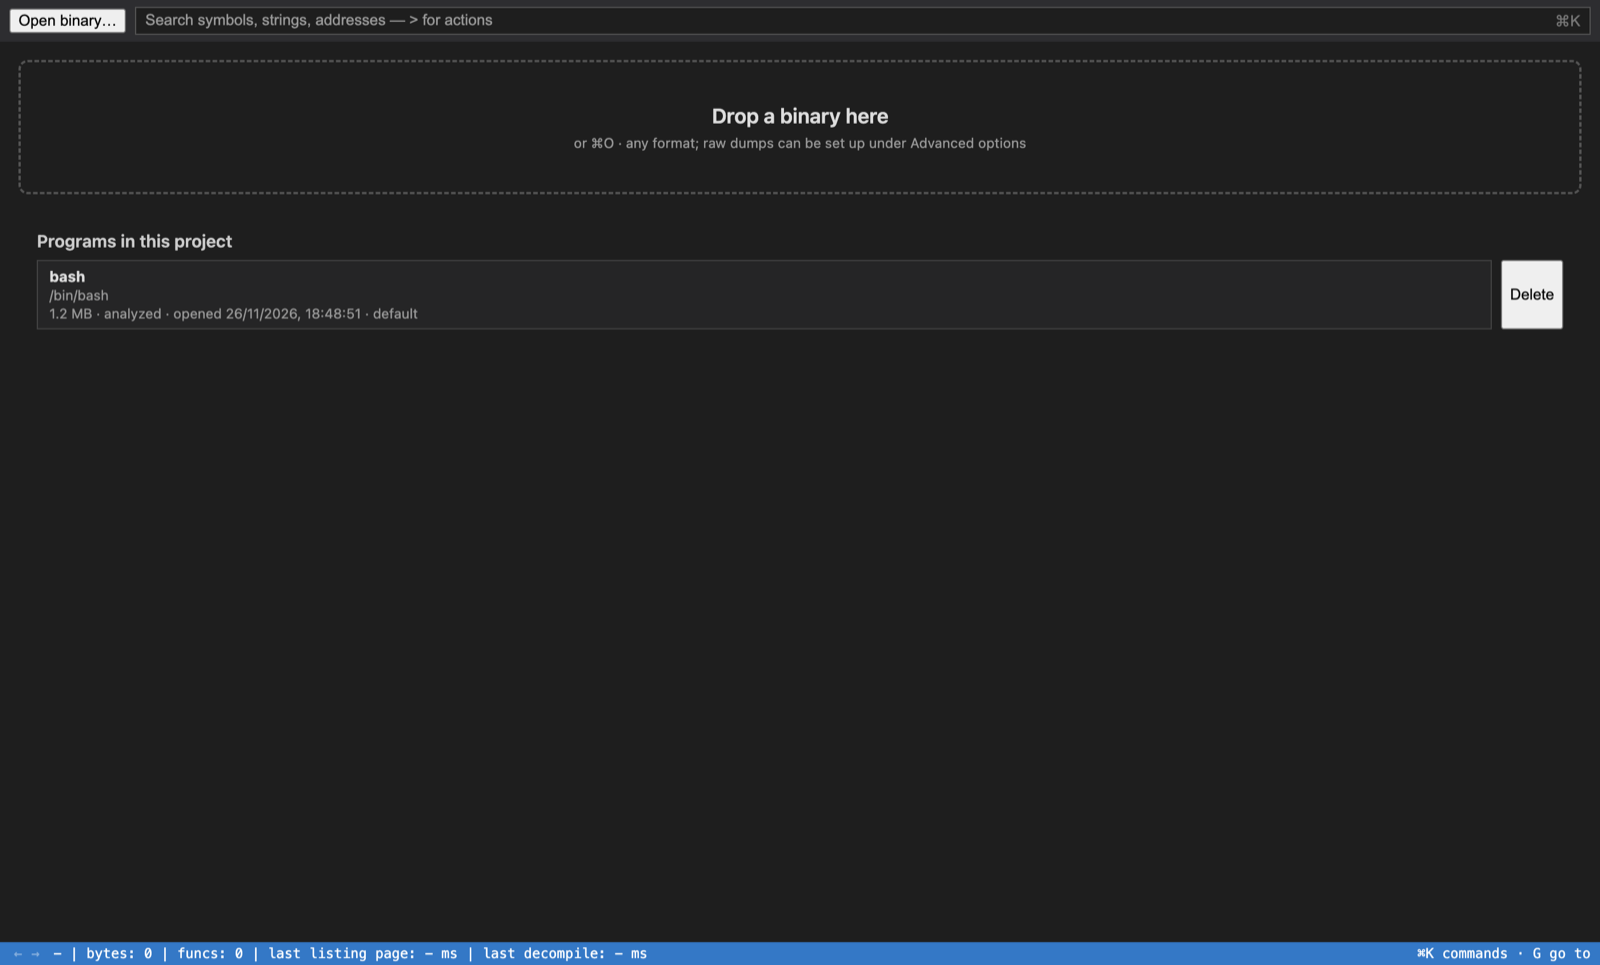 Open binary...
Search symbols, strings, addresses — > for actions
⌘K
Drop a binary here
or ⌘O · any format; raw dumps can be set up under Advanced options
Programs in this project
bash
/bin/bash
1.2 MB · analyzed · opened 26/11/2026, 18:48:51 · default
Delete
← → — | bytes: 0 | funcs: 0 | last listing page: — ms | last decompile: — ms
⌘K commands · G go to